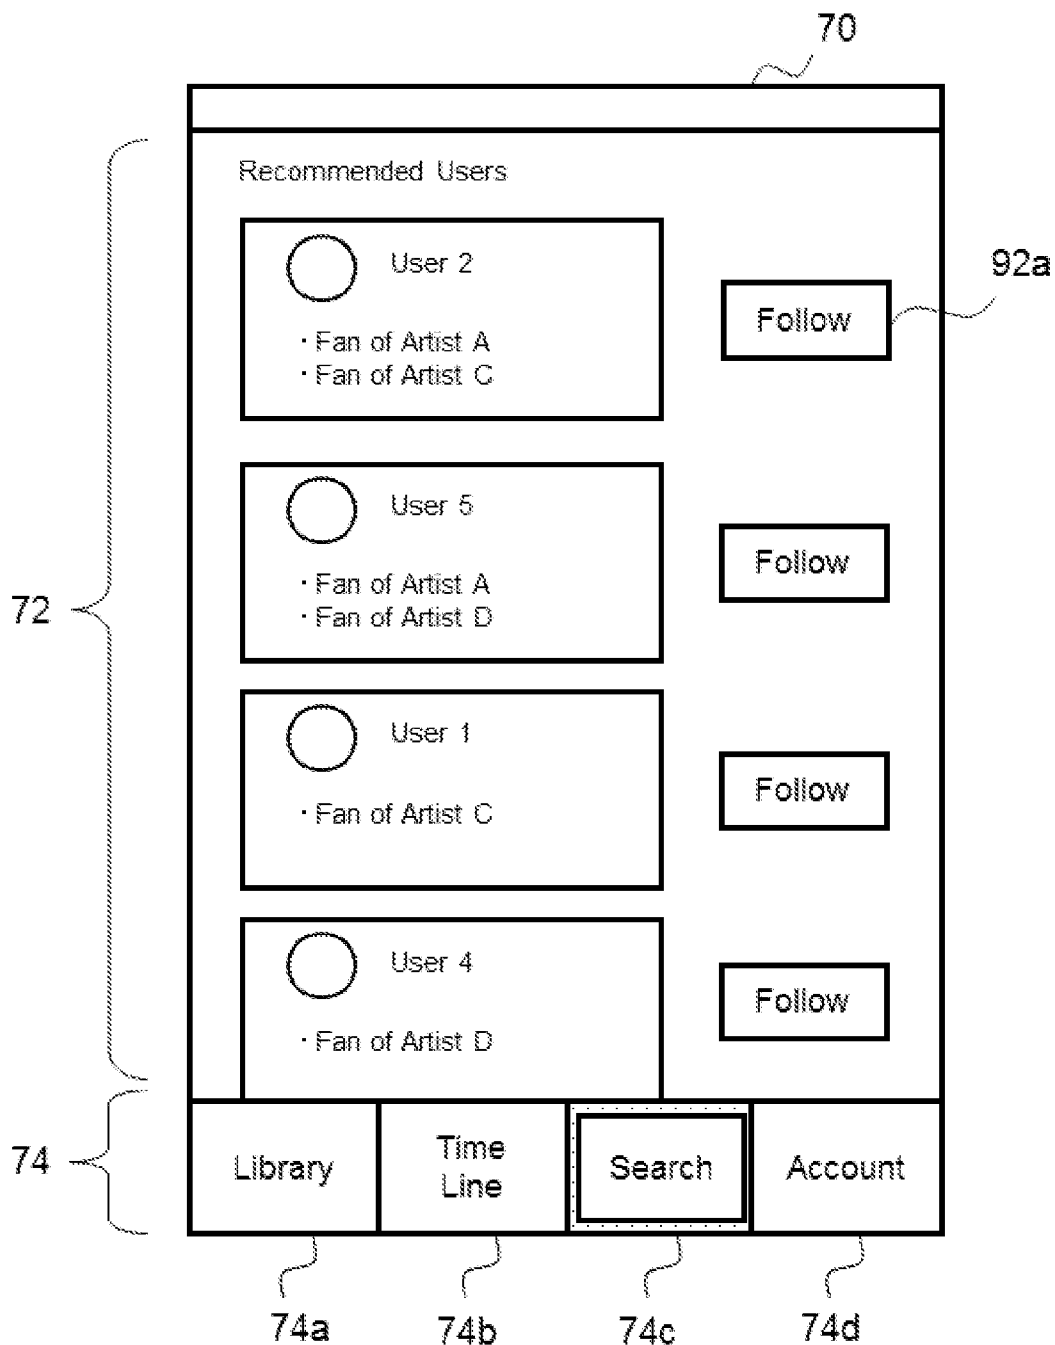 70
Recommended Users
User 2
92a
Follow
· Fan of Artist A
· Fan of Artist C
User 5
Follow
· Fan of Artist A
· Fan of Artist D
72
User 1
Follow
· Fan of Artist C
User 4
Follow
· Fan of Artist D
74
Library
Time
Line
Search
Account
74a
74b
74c
74d